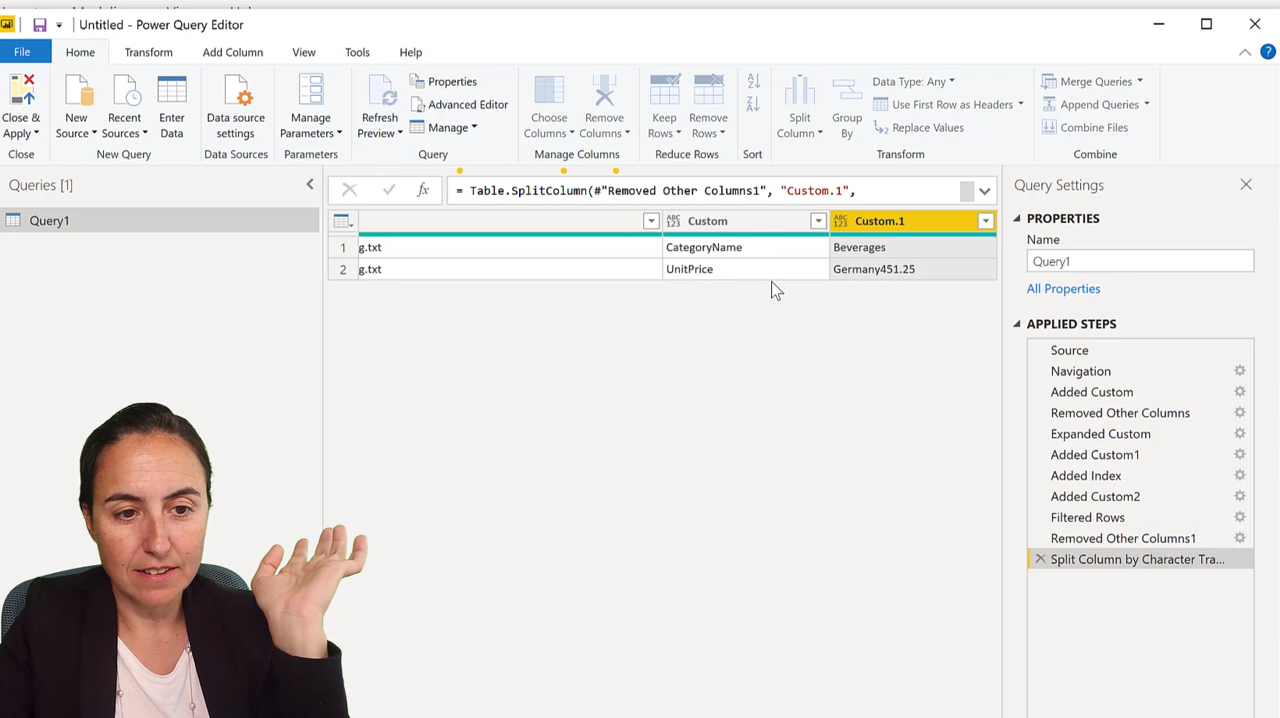 Untitled - Power Query Editor
File Home Transform Add Column View Tools Help
Close & Apply
New Source
Recent Sources
Enter Data
Data source settings
Manage Parameters
Refresh Preview
Properties
Advanced Editor
Manage
Choose Columns
Remove Columns
Keep Rows
Remove Rows
Split Column
Group By
Data Type: Any
Use First Row as Headers
Replace Values
Merge Queries
Append Queries
Combine Files
Close New Query Data Sources Parameters Query Manage Columns Reduce Rows Sort Transform Combine
Queries [1]
Query1
fx = Table.SplitColumn(#"Removed Other Columns1", "Custom.1",
ABC 123 Custom ABC 123 Custom.1
1 g.txt CategoryName Beverages
2 g.txt UnitPrice Germany451.25
Query Settings
PROPERTIES
Name
Query1
All Properties
APPLIED STEPS
Source
Navigation
Added Custom
Removed Other Columns
Expanded Custom
Added Custom1
Added Index
Added Custom2
Filtered Rows
Removed Other Columns1
Split Column by Character Tra...